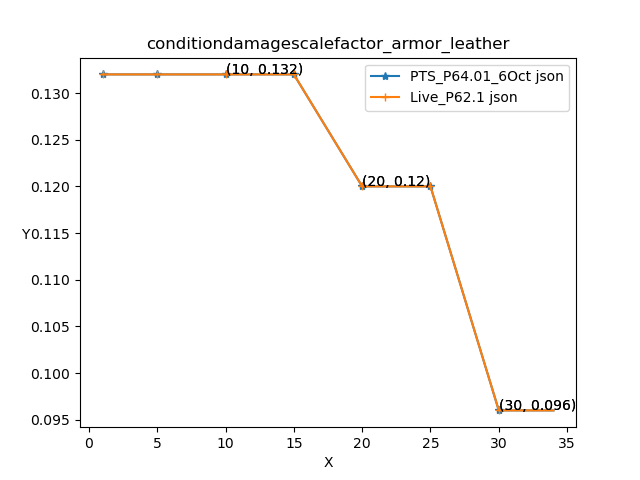 conditiondamagescalefactor_armor_leather
PTS_P64.01_6Oct json
Live_P62.1 json
(10, 0.132)
(20, 0.12)
(30, 0.096)
Y
0.130
0.125
0.120
0.115
0.110
0.105
0.100
0.095
0 5 10 15 20 25 30 35
X